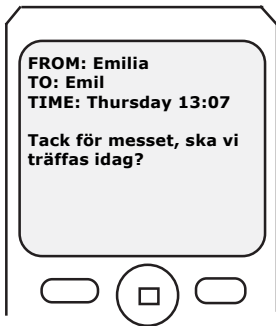 FROM: Emilia
TO: Emil
TIME: Thursday 13:07
Tack för messet, ska vi
träffas idag?